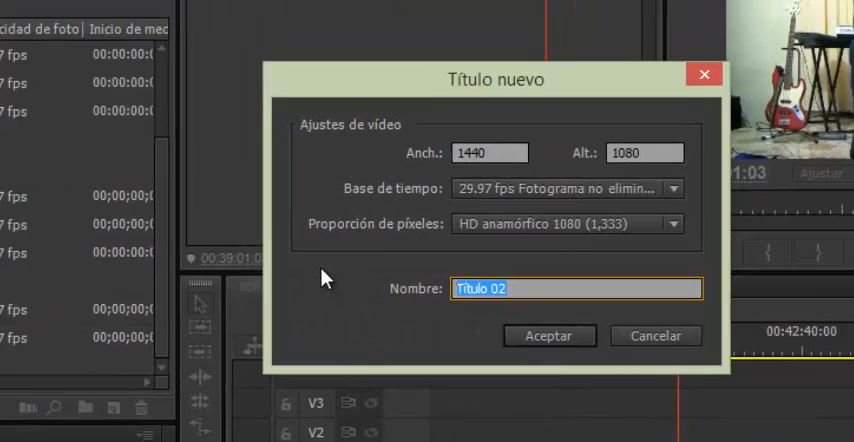 cidad de foto Inicio de med
7 fps 00:00:00:0
7 fps 00:00:00:0
7 fps 00:00:00:0
7 fps 00;00;00;0
7 fps 00;00;00;0
7 fps 00:00:00:0
7 fps 00;00;00;0
7 fps 00;00;00;0
Título nuevo
Ajustes de vídeo
Anch.: 1440 Alt.: 1080
Base de tiempo: 29.97 fps Fotograma no elimin...
Proporción de píxeles: HD anamórfico 1080 (1,333)
Nombre: Título 02
Aceptar Cancelar
00:39:01:0
01:03 Ajustar
00:42:40:00
V3
V2